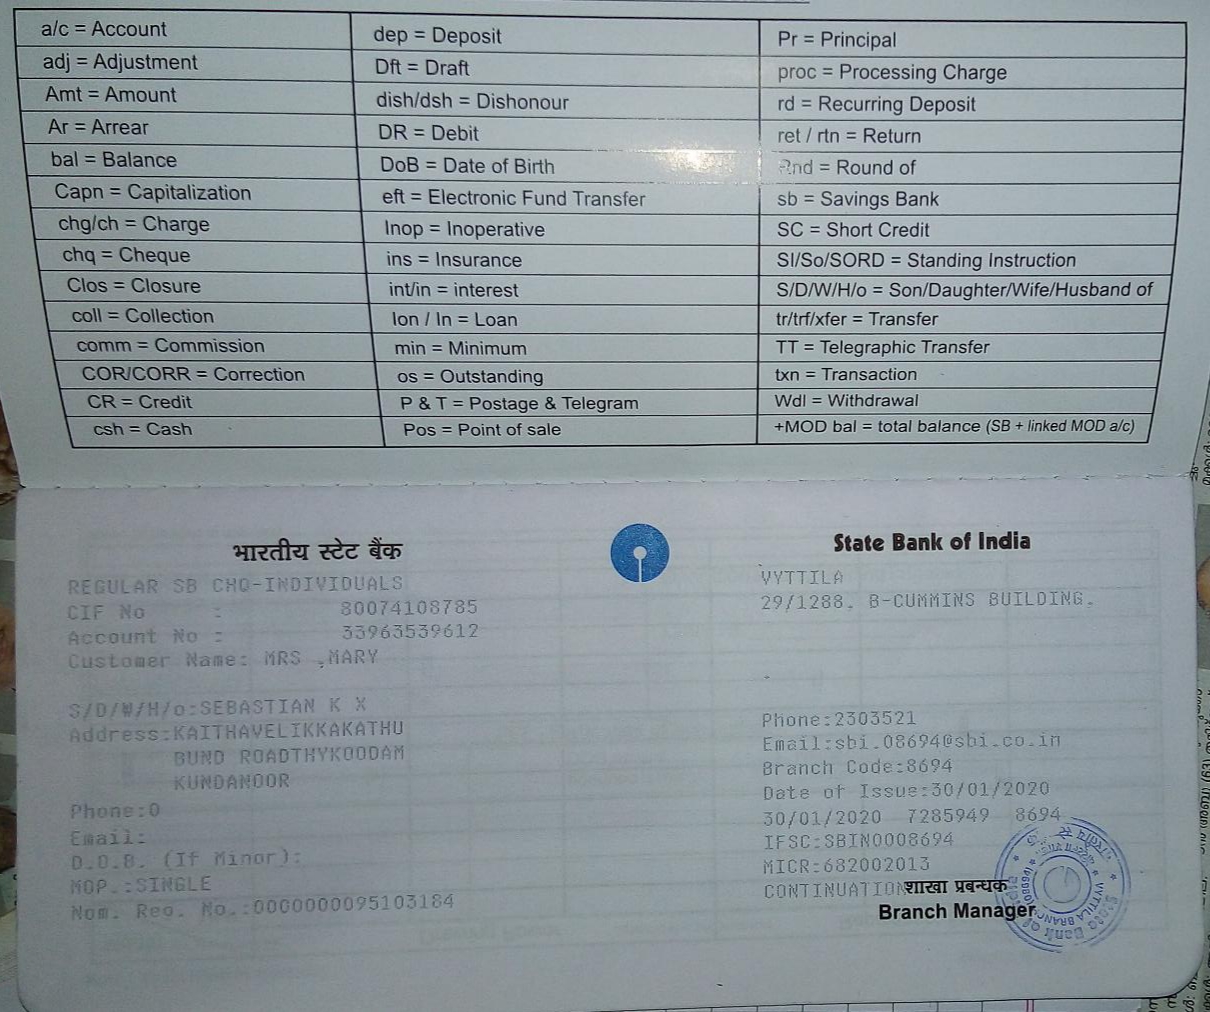 a/c = Account
adj = Adjustment
Amt = Amount
Ar = Arrear
bal = Balance
Capn = Capitalization
chg/ch = Charge
chq = Cheque
Clos = Closure
coll = Collection
comm = Commission
COR/CORR = Correction
CR = Credit
csh = Cash
dep = Deposit
Dft = Draft
dish/dsh = Dishonour
DR = Debit
DoB = Date of Birth
eft = Electronic Fund Transfer
Inop = Inoperative
ins = Insurance
int/in = interest
lon / ln = Loan
min = Minimum
os = Outstanding
P & T = Postage & Telegram
Pos = Point of sale
Pr = Principal
proc = Processing Charge
rd = Recurring Deposit
ret / rtn = Return
Rnd = Round of
sb = Savings Bank
SC = Short Credit
SI/So/SORD = Standing Instruction
S/D/W/H/o = Son/Daughter/Wife/Husband of
tr/trf/xfer = Transfer
TT = Telegraphic Transfer
txn = Transaction
Wdl = Withdrawal
+MOD bal = total balance (SB + linked MOD a/c)
भारतीय स्टेट बैंक
REGULAR SB CHQ-INDIVIDUALS
CIF No : 80074108785
Account No : 33963539612
Customer Name: MRS .MARY
S/D/W/H/o:SEBASTIAN K X
Address:KAITHAVELIKKAKATHU
BUND ROADTHYKOODAM
KUNDANOOR
Phone:0
Email:
D.O.B. (If Minor):
MOP.:SINGLE
Nom. Reg. No.:0000000095103184
State Bank of India
VYTTILA
29/1288, B-CUMMINS BUILDING,
Phone:2303521
Email:sbi.08694@sbi.co.in
Branch Code:8694
Date of Issue:30/01/2020
30/01/2020 7285949 8694
IFSC:SBIN0008694
MICR:682002013
CONTINUATION
शाखा प्रबन्धक
Branch Manager
State Bank of India
VYTTILA BRANCH (08694)